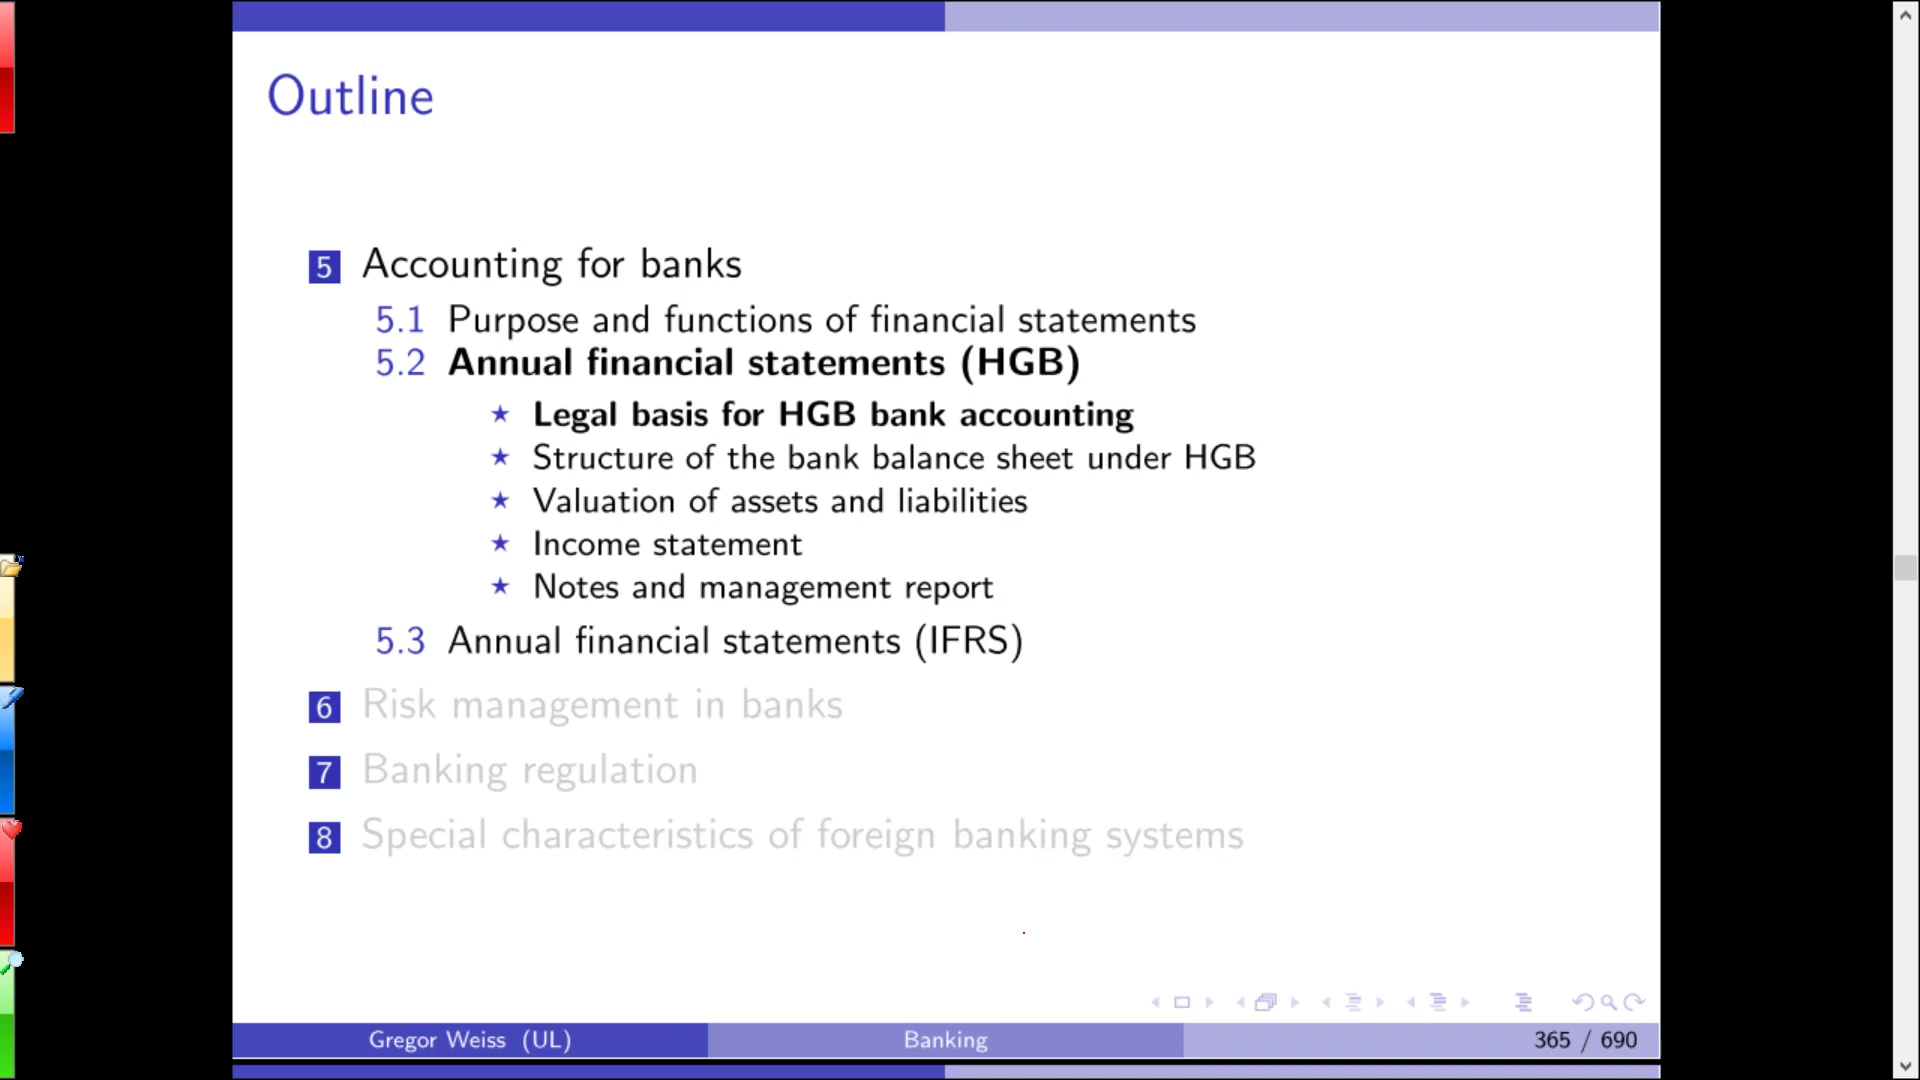 Outline
5 Accounting for banks
5.1 Purpose and functions of financial statements
5.2 Annual financial statements (HGB)
★ Legal basis for HGB bank accounting
★ Structure of the bank balance sheet under HGB
★ Valuation of assets and liabilities
★ Income statement
★ Notes and management report
5.3 Annual financial statements (IFRS)
6 Risk management in banks
7 Banking regulation
8 Special characteristics of foreign banking systems
Gregor Weiss (UL) Banking 365 / 690